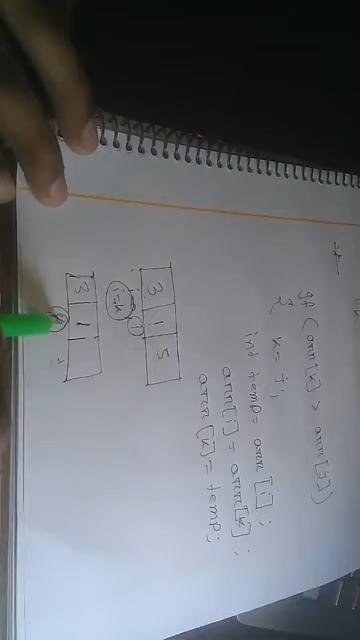 If (arr[k] > arr[j])
{ k = j;
int temp = arr[i];
arr[i] = arr[k];
arr[k] = temp;
3 1 5
i=k j
3 1